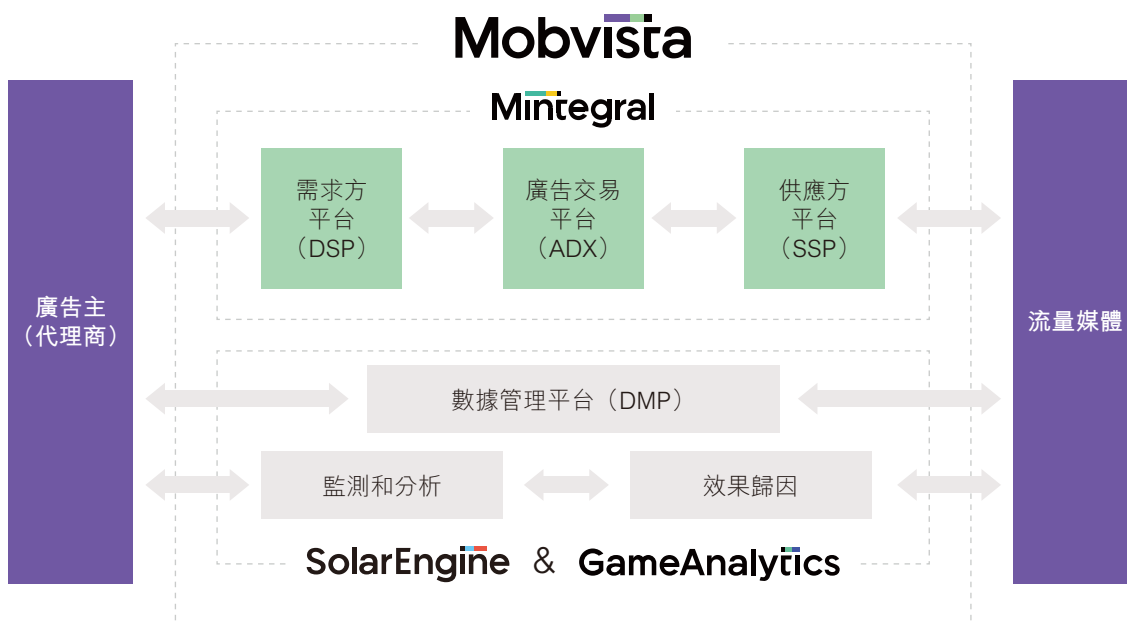 Mobvista
Mintegral
需求方
平台
（DSP）
廣告交易
平台
（ADX）
供應方
平台
（SSP）
廣告主
（代理商）
流量媒體
數據管理平台（DMP）
監測和分析
效果歸因
SolarEngine & GameAnalytics